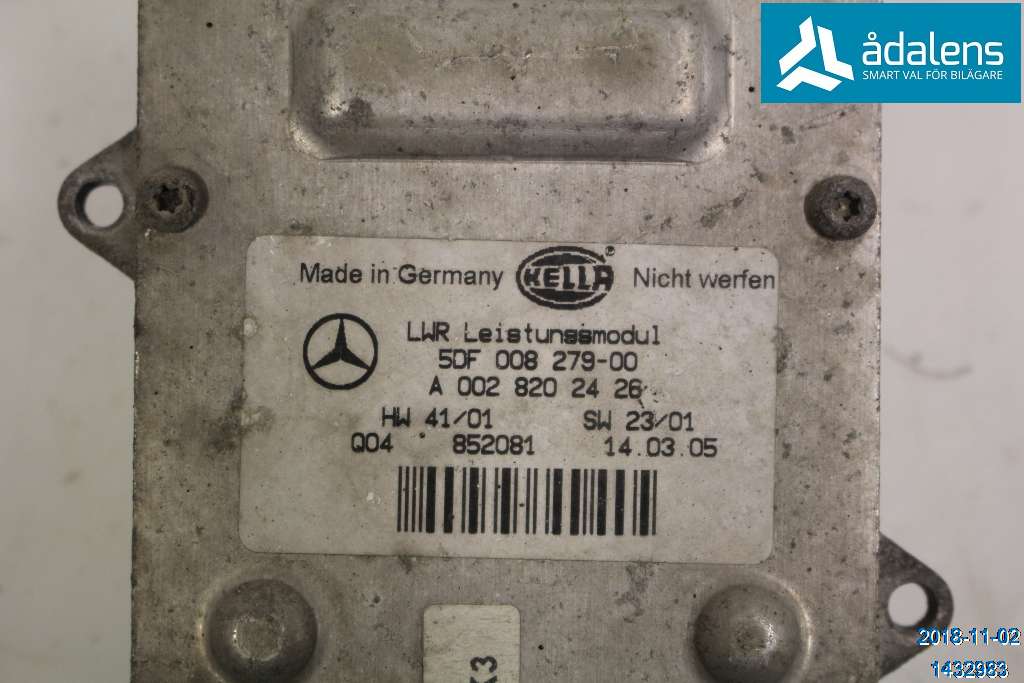 ådalens
SMART VAL FÖR BILÄGARE
Made in Germany HELLA ® Nicht werfen
LWR Leistungsmodul
5DF 008 279-00
A 002 820 24 26
HW 41/01 SW 23/01
Q04 852081 14.03.05
K3
2018-11-02
1432983